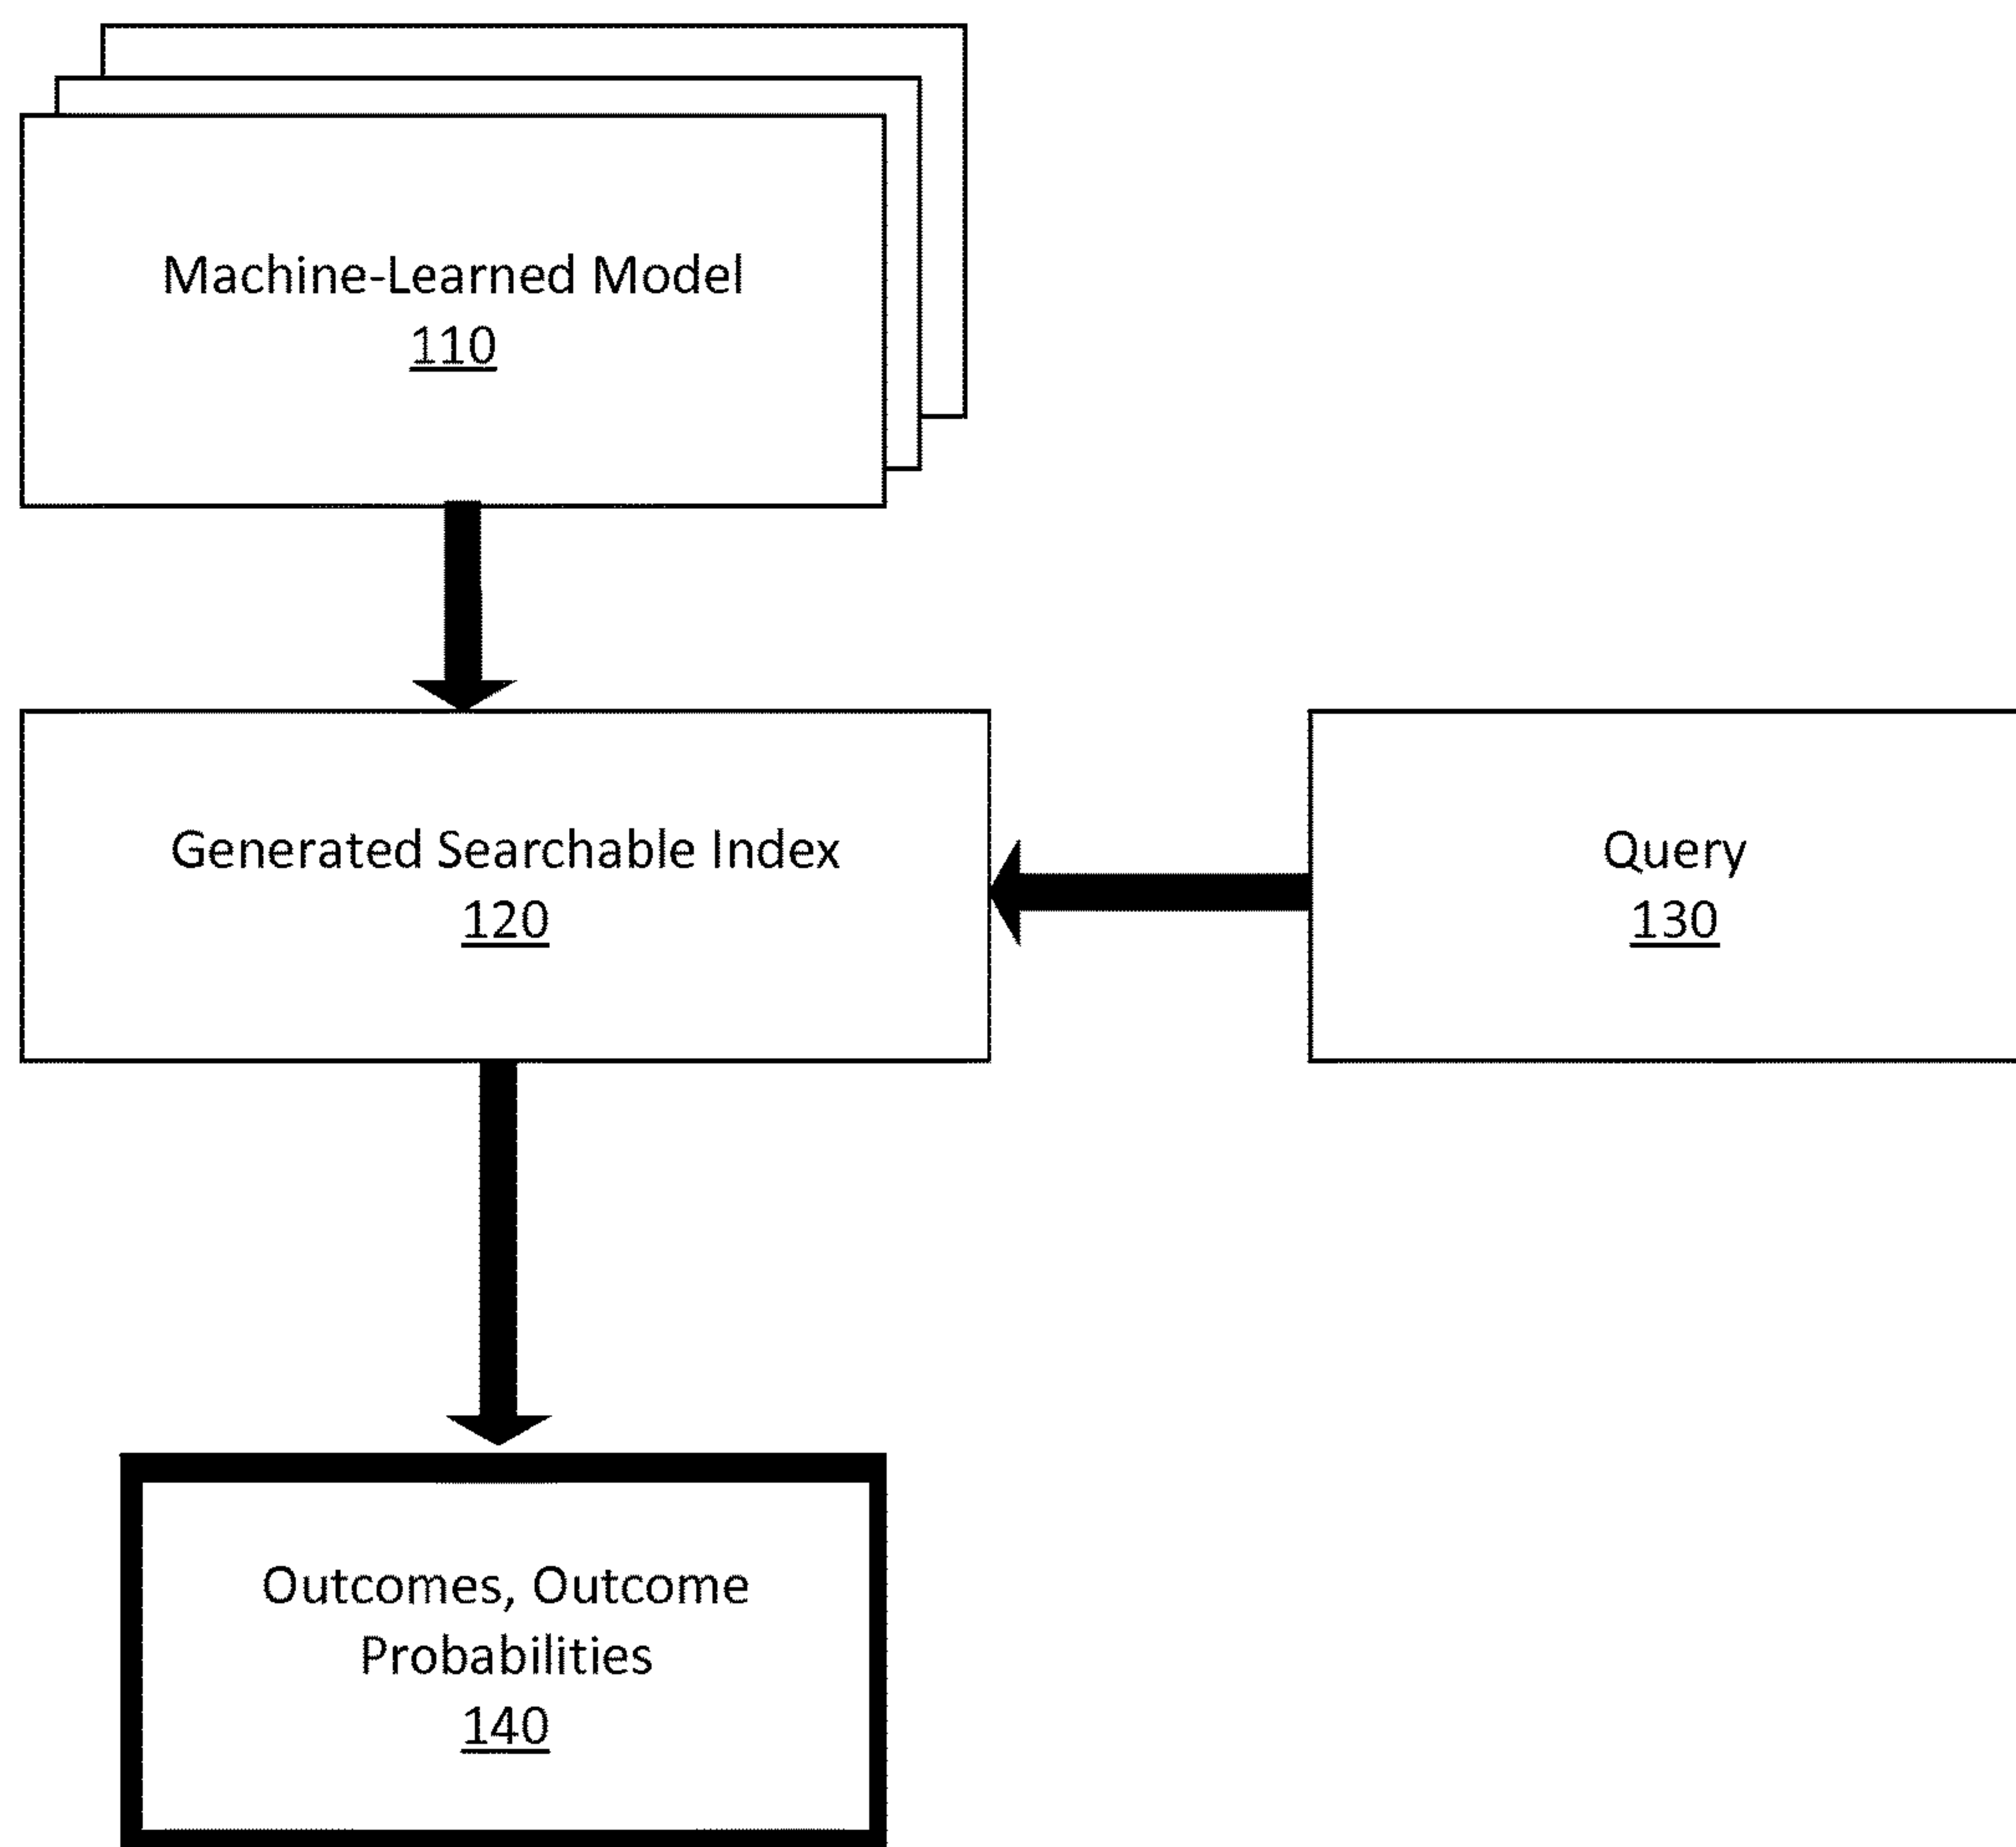 Machine-Learned Model
110
Generated Searchable Index
120
Query
130
Outcomes, Outcome
Probabilities
140